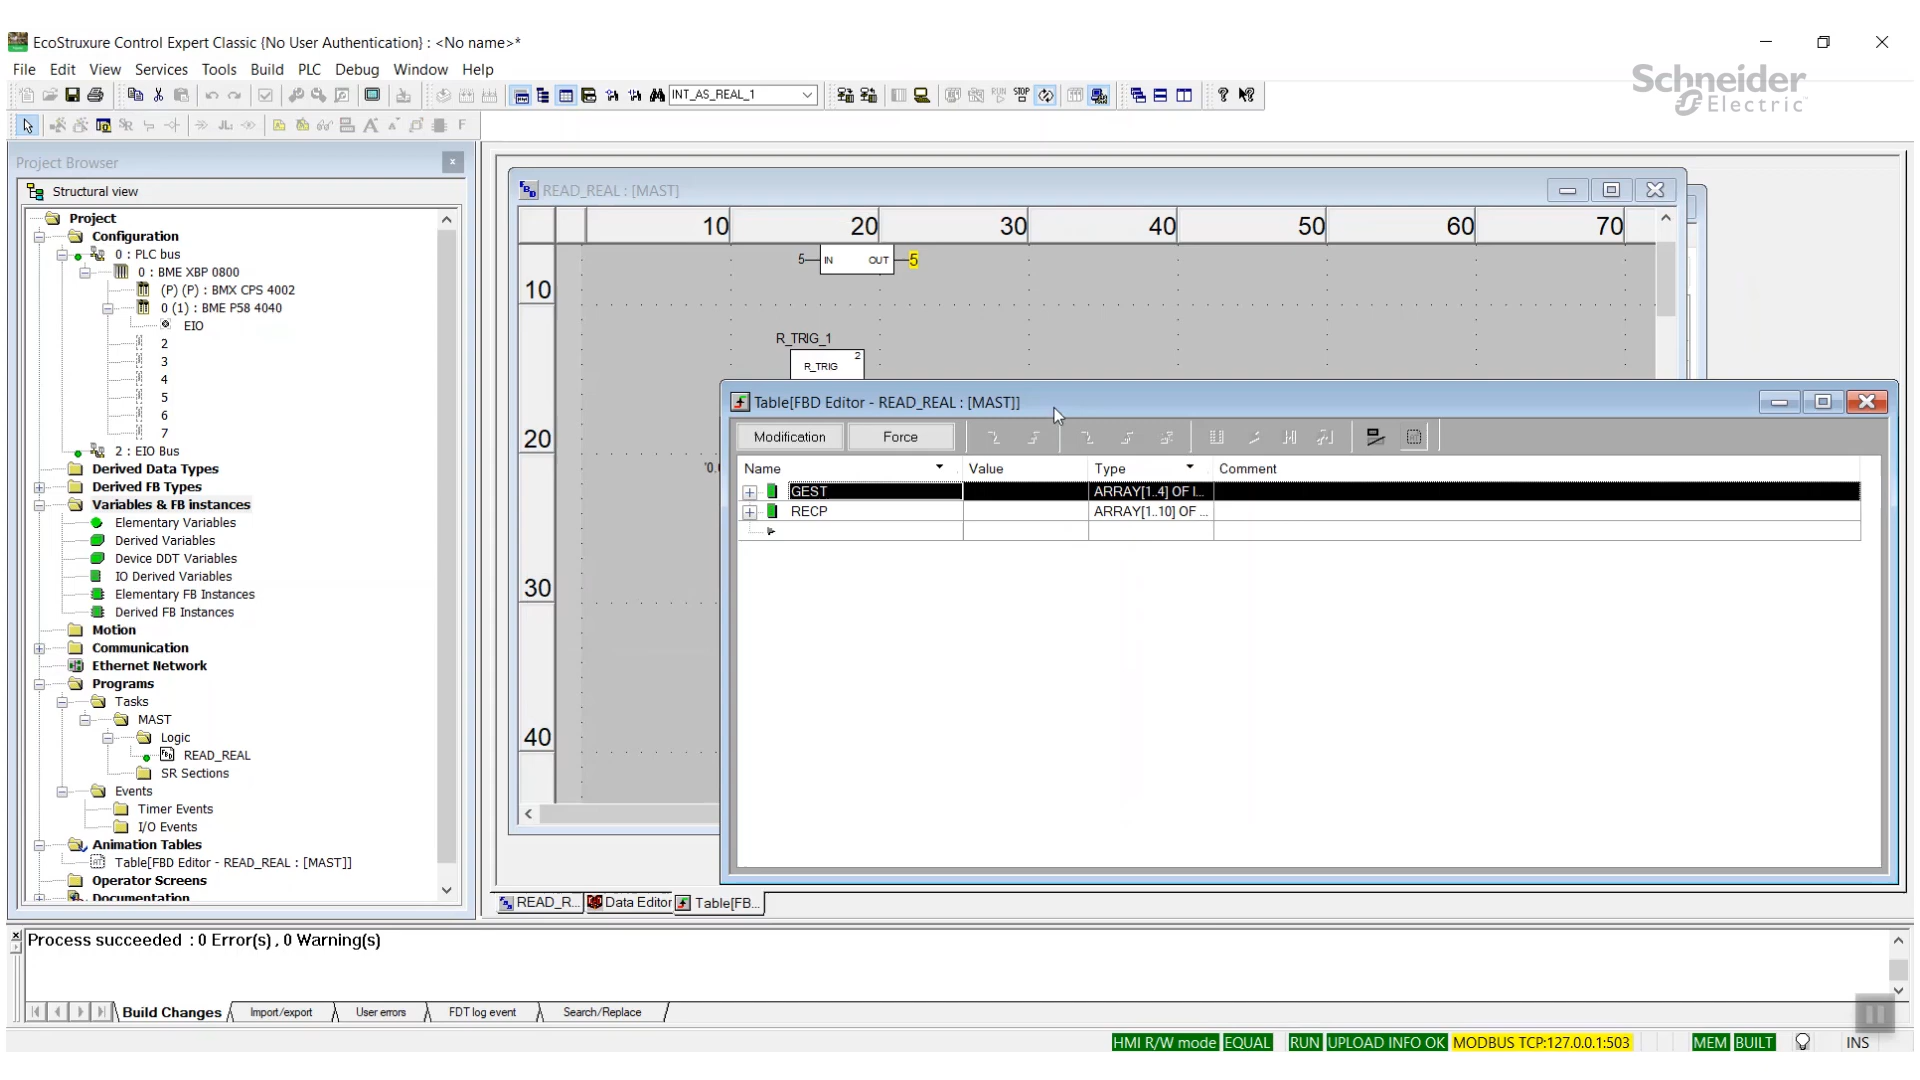 EcoStruxure Control Expert Classic {No User Authentication} : <No name>*
File Edit View Services Tools Build PLC Debug Window Help
Schneider
Electric
INT_AS_REAL_1
STOP
Project Browser
Structural view
Project
Configuration
0 : PLC bus
0 : BME XBP 0800
(P) (P) : BMX CPS 4002
0 (1) : BME P58 4040
EIO
2
3
4
5
6
7
2 : EIO Bus
Derived Data Types
Derived FB Types
Variables & FB instances
Elementary Variables
Derived Variables
Device DDT Variables
IO Derived Variables
Elementary FB Instances
Derived FB Instances
Motion
Communication
Ethernet Network
Programs
Tasks
MAST
Logic
READ_REAL
SR Sections
Events
Timer Events
I/O Events
Animation Tables
Table[FBD Editor - READ_REAL : [MAST]]
Operator Screens
Documentation
READ_REAL : [MAST]
10 20 30 40 50 60 70
5 IN OUT 5
10
R_TRIG_1
2
R_TRIG
20
30
40
Table[FBD Editor - READ_REAL : [MAST]]
Modification Force
Name Value Type Comment
GEST ARRAY[1..4] OF I...
RECP ARRAY[1..10] OF ...
READ_R... Data Editor Table[FB...
Process succeeded : 0 Error(s) , 0 Warning(s)
Build Changes Import/export User errors FDT log event Search/Replace
HMI R/W mode EQUAL RUN UPLOAD INFO OK MODBUS TCP:127.0.0.1:503 MEM BUILT INS